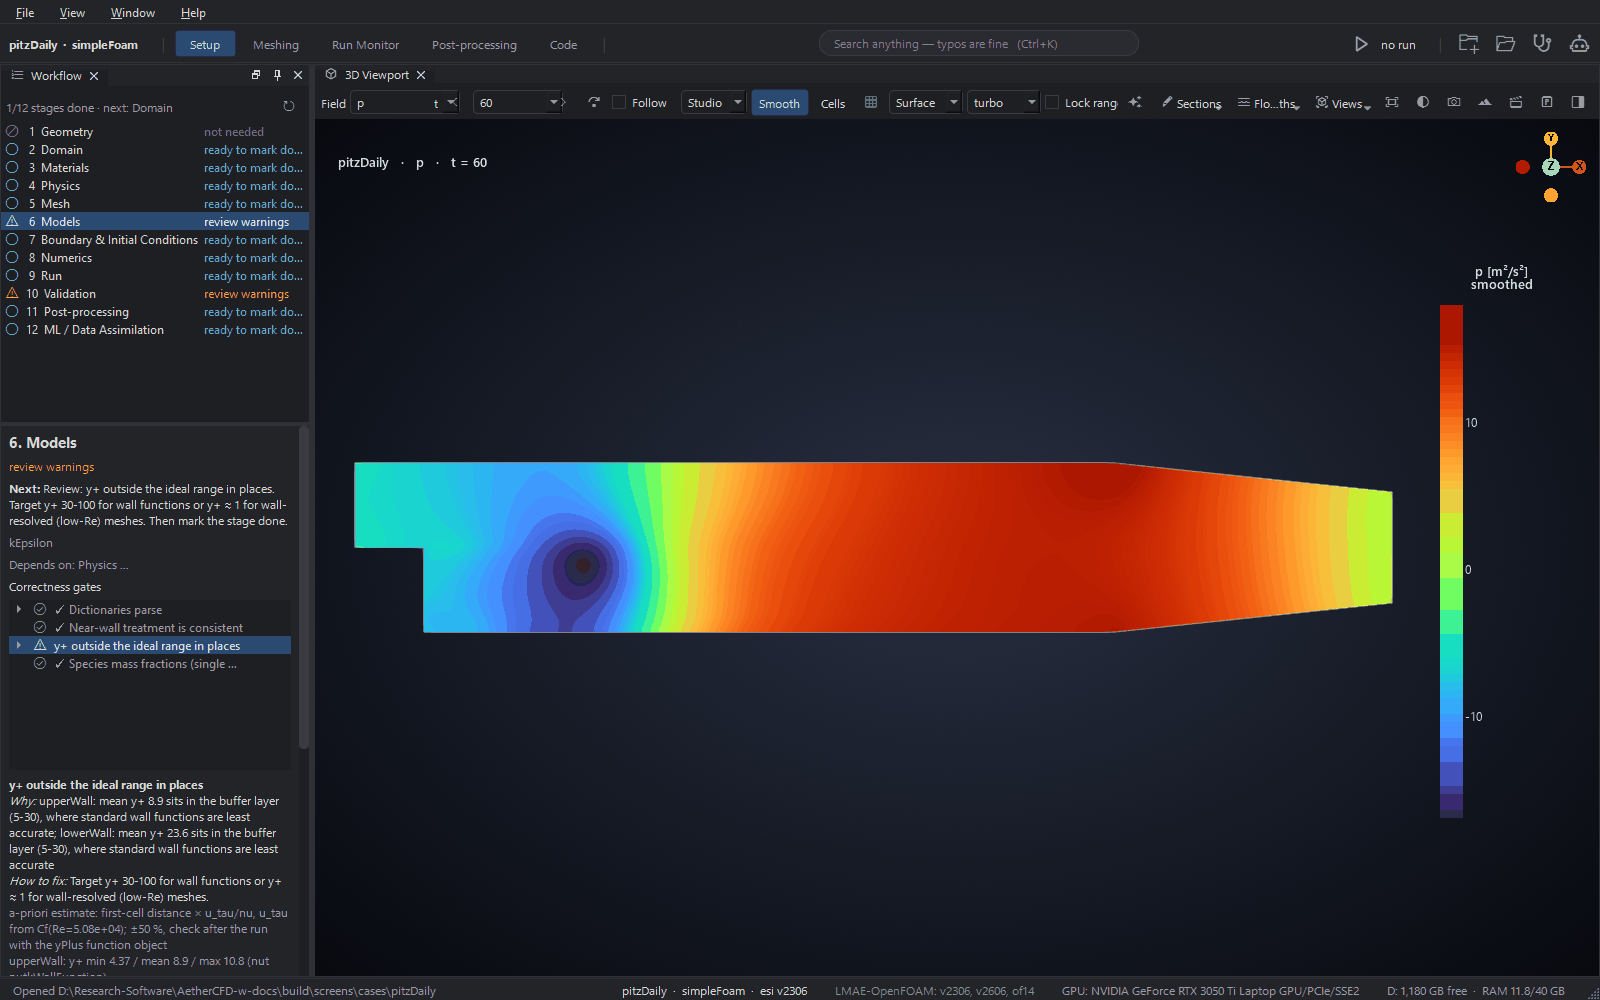 File View Window Help
pitzDaily · simpleFoam Setup Meshing Run Monitor Post-processing Code Search anything — typos are fine (Ctrl+K) no run
Workflow
3D Viewport
1/12 stages done · next: Domain
Field p t 60 Follow Studio Smooth Cells Surface turbo Lock rang Sections Flo...ths Views
1 Geometry not needed
2 Domain ready to mark do...
3 Materials ready to mark do...
4 Physics ready to mark do...
5 Mesh ready to mark do...
6 Models review warnings
7 Boundary & Initial Conditions ready to mark do...
8 Numerics ready to mark do...
9 Run ready to mark do...
10 Validation review warnings
11 Post-processing ready to mark do...
12 ML / Data Assimilation ready to mark do...
6. Models
review warnings
Next: Review: y+ outside the ideal range in places.
Target y+ 30-100 for wall functions or y+ ≈ 1 for wall-
resolved (low-Re) meshes. Then mark the stage done.
kEpsilon
Depends on: Physics ...
Correctness gates
✓ Dictionaries parse
✓ Near-wall treatment is consistent
y+ outside the ideal range in places
✓ Species mass fractions (single ...
y+ outside the ideal range in places
Why: upperWall: mean y+ 8.9 sits in the buffer layer
(5-30), where standard wall functions are least
accurate; lowerWall: mean y+ 23.6 sits in the buffer
layer (5-30), where standard wall functions are least
accurate
How to fix: Target y+ 30-100 for wall functions or y+
≈ 1 for wall-resolved (low-Re) meshes.
a-priori estimate: first-cell distance × u_tau/nu, u_tau
from Cf(Re=5.08e+04); ±50 %, check after the run
with the yPlus function object
upperWall: y+ min 4.37 / mean 8.9 / max 10.8 (nut
pitzDaily · p · t = 60
Y
Z X
p [m²/s²]
smoothed
10
0
-10
Opened D:\Research-Software\AetherCFD-w-docs\build\screens\cases\pitzDaily pitzDaily · simpleFoam · esi v2306 LMAE-OpenFOAM: v2306, v2606, of14 GPU: NVIDIA GeForce RTX 3050 Ti Laptop GPU/PCIe/SSE2 D: 1,180 GB free · RAM 11.8/40 GB